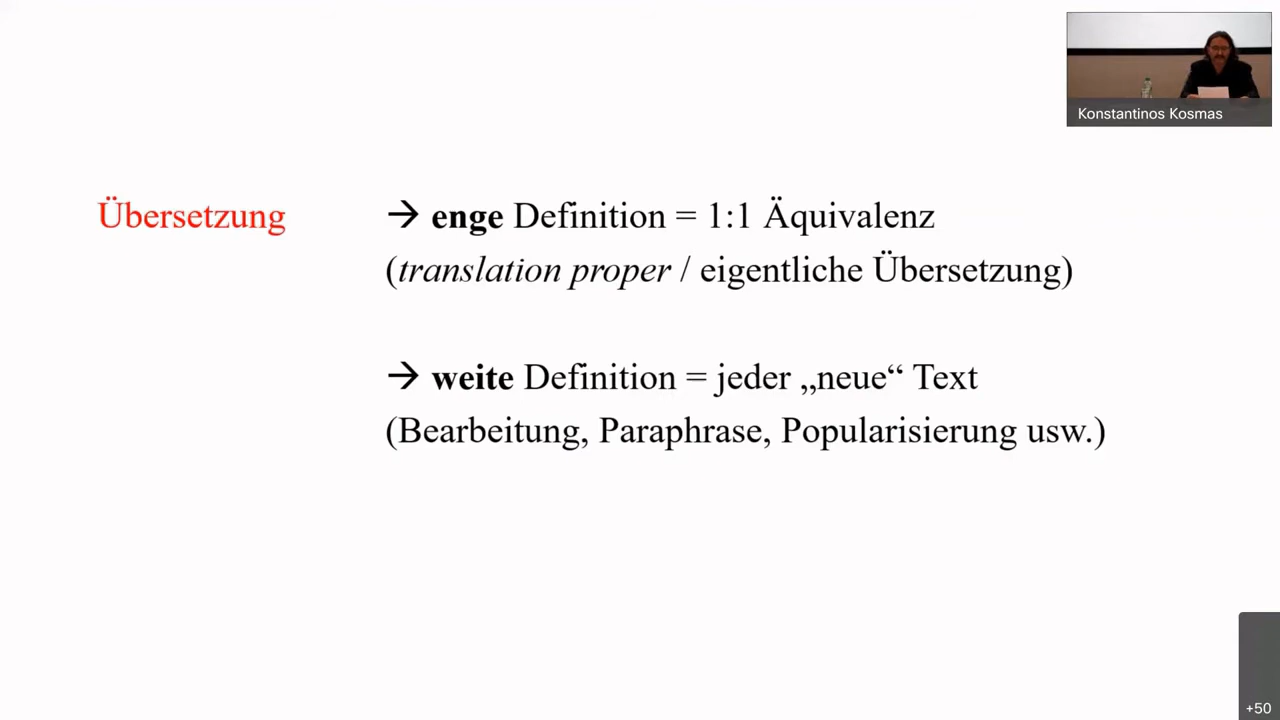 Konstantinos Kosmas
Übersetzung → enge Definition = 1:1 Äquivalenz
(translation proper / eigentliche Übersetzung)
→ weite Definition = jeder „neue“ Text
(Bearbeitung, Paraphrase, Popularisierung usw.)
+50